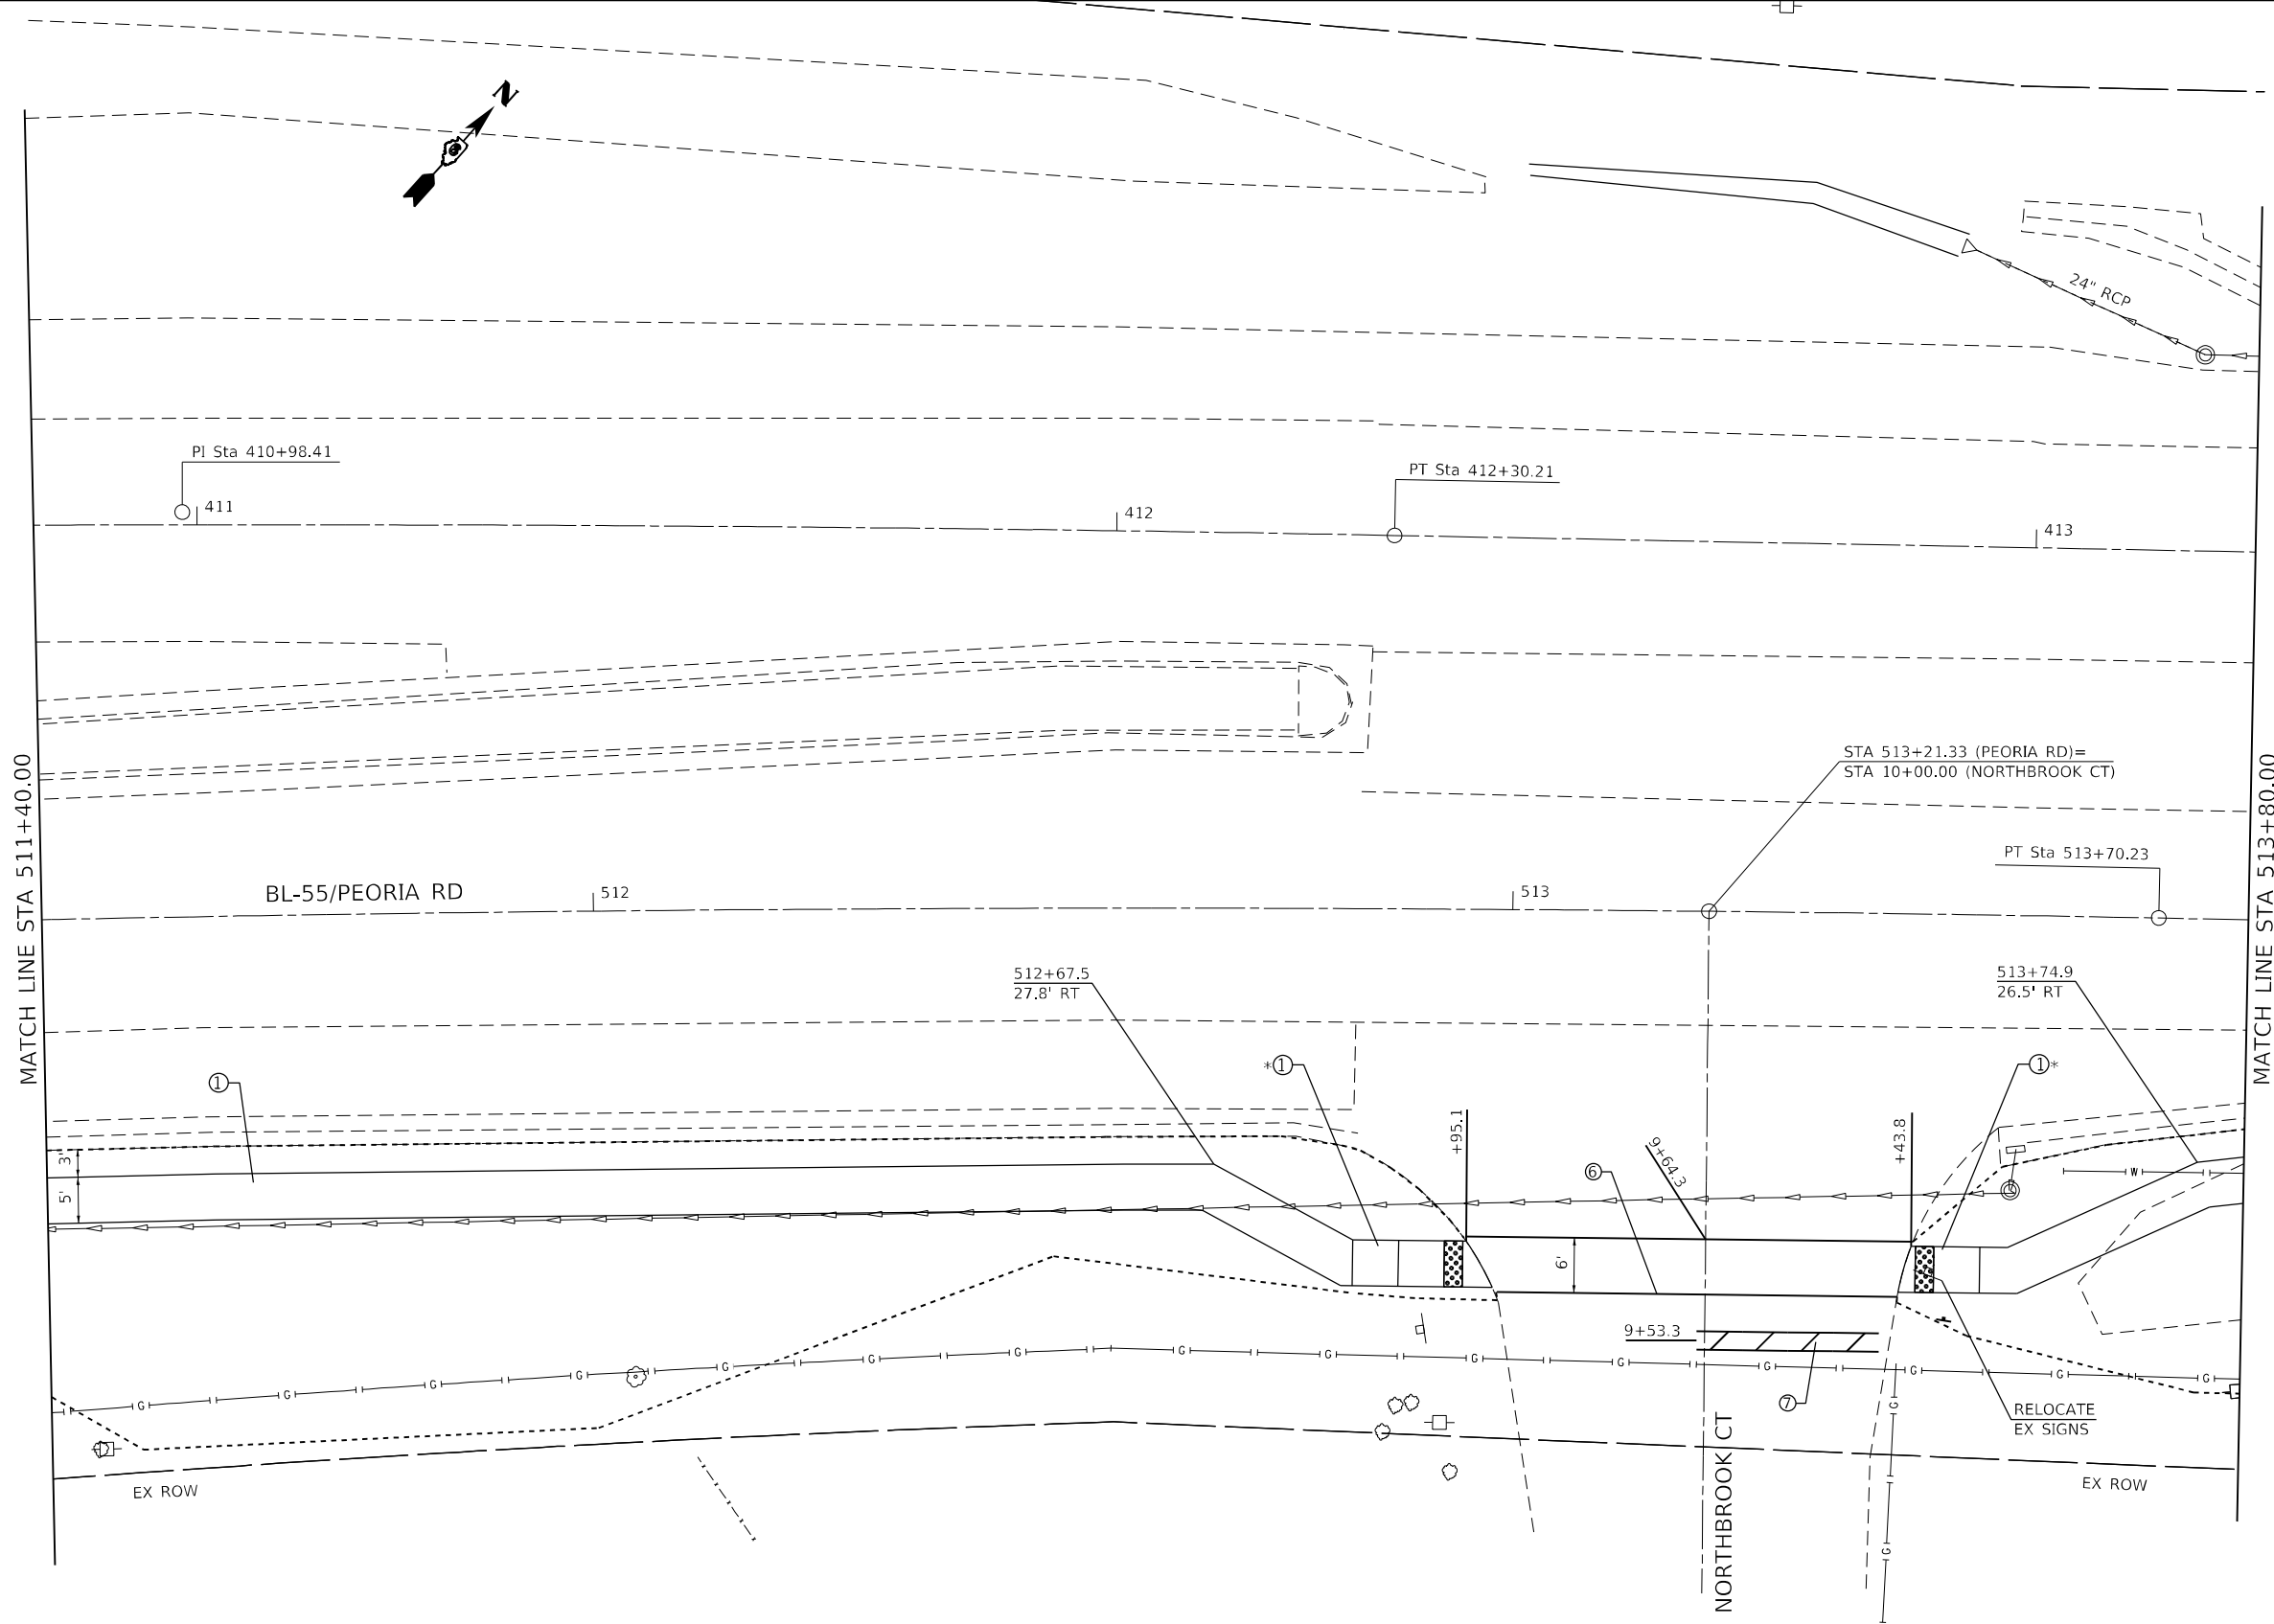 N
24" RCP
PI Sta 410+98.41
411
412
PT Sta 412+30.21
413
STA 513+21.33 (PEORIA RD)=
STA 10+00.00 (NORTHBROOK CT)
MATCH LINE STA 511+40.00
MATCH LINE STA 513+80.00
PT Sta 513+70.23
BL-55/PEORIA RD
512
513
512+67.5
27.8' RT
513+74.9
26.5' RT
1
*1
1*
+95.1
9+64.3
+43.8
3'
5'
6
W
6'
9+53.3
G G G G G G G G G G G G G G G
7
G
G
RELOCATE
EX SIGNS
NORTHBROOK CT
EX ROW
EX ROW